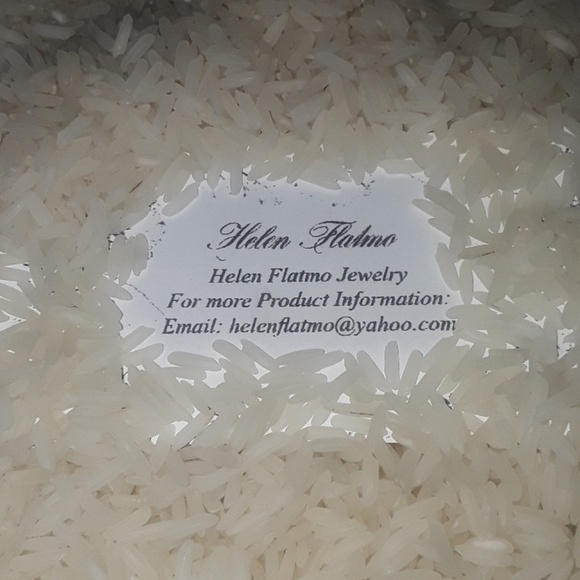 Helen Flatmo
Helen Flatmo Jewelry
For more Product Information:
Email: helenflatmo@yahoo.com